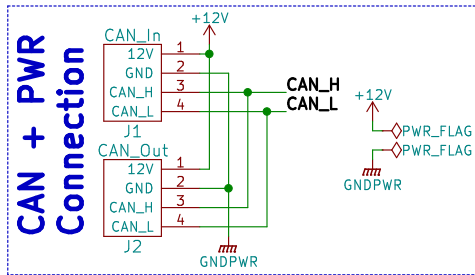 CAN + PWR
Connection
+12V
CAN_In
12V 1
GND 2
CAN_H 3
CAN_L 4
J1
CAN_H
CAN_L
CAN_Out
12V 1
GND 2
CAN_H 3
CAN_L 4
J2
GNDPWR
+12V
PWR_FLAG
PWR_FLAG
GNDPWR